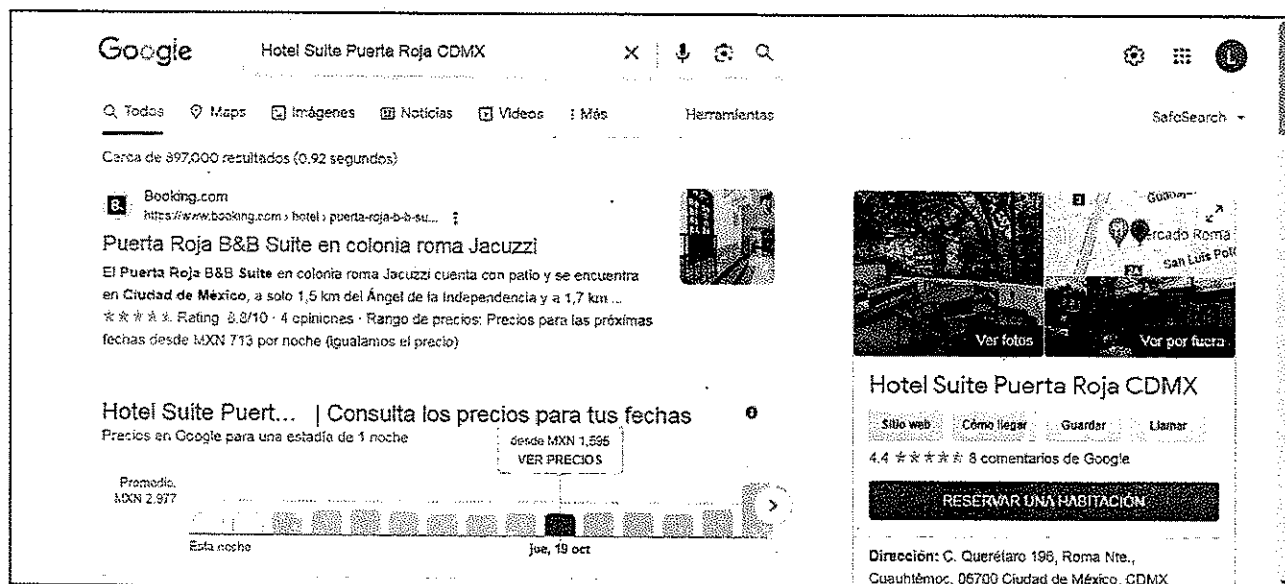 Google
Hotel Suite Puerta Roja CDMX
Todos Maps Imágenes Noticias Videos Más Herramientas
SafeSearch
Cerca de 897,000 resultados (0.92 segundos)
Booking.com
https://www.booking.com › hotel › puerta-roja-b-b-su...
Puerta Roja B&B Suite en colonia roma Jacuzzi
El Puerta Roja B&B Suite en colonia roma Jacuzzi cuenta con patio y se encuentra
en Ciudad de México, a solo 1,5 km del Ángel de la Independencia y a 1,7 km ...
Rating 8.8/10 · 4 opiniones · Rango de precios: Precios para las próximas
fechas desde MXN 713 por noche (igualamos el precio)
Hotel Suite Puert... | Consulta los precios para tus fechas
Precios en Google para una estadía de 1 noche
desde MXN 1,595
VER PRECIOS
Promedio,
MXN 2,977
Esta noche
jue, 19 oct
Mercado Roma
San Luis Poto
Ver fotos
Ver por fuera
Hotel Suite Puerta Roja CDMX
Sitio web Cómo llegar Guardar Llamar
4.4 8 comentarios de Google
RESERVAR UNA HABITACIÓN
Dirección: C. Querétaro 196, Roma Nte.,
Cuauhtémoc, 06700 Ciudad de México, CDMX